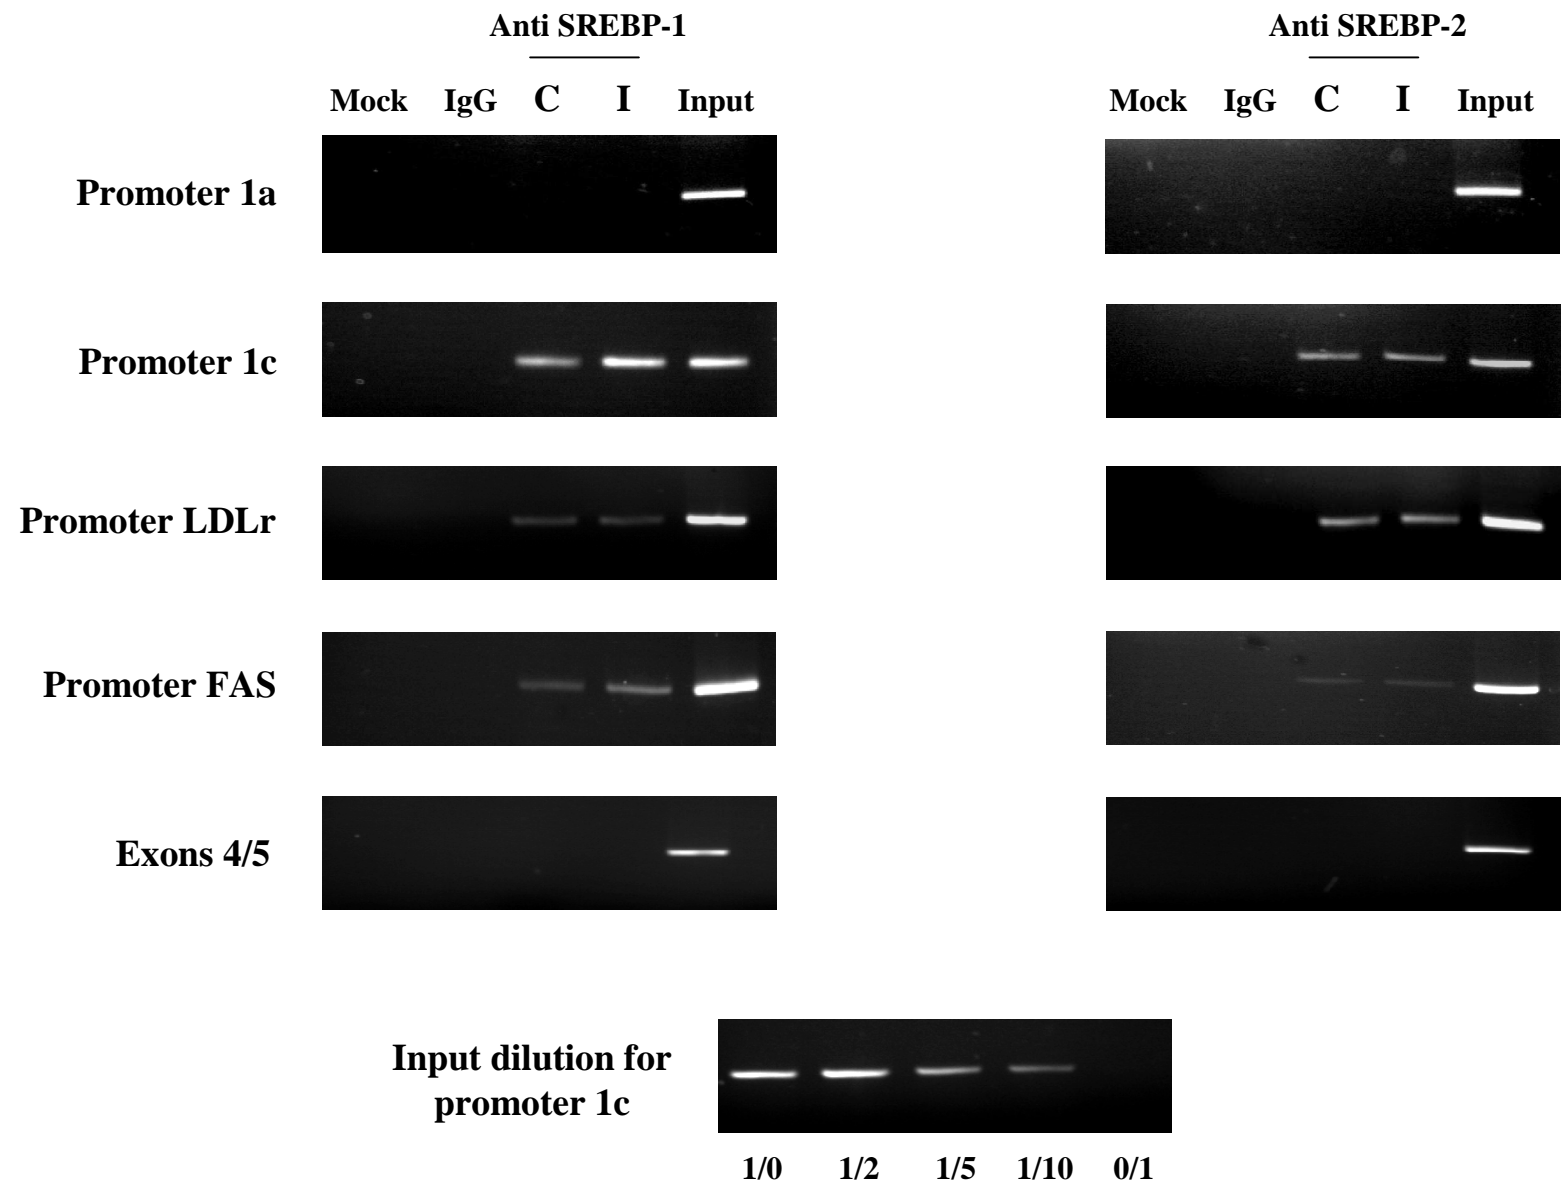 Anti SREBP-1
Anti SREBP-2
Mock IgG C I Input
Mock IgG C I Input
Promoter 1a
Promoter 1c
Promoter LDLr
Promoter FAS
Exons 4/5
Input dilution for
promoter 1c
1/0 1/2 1/5 1/10 0/1